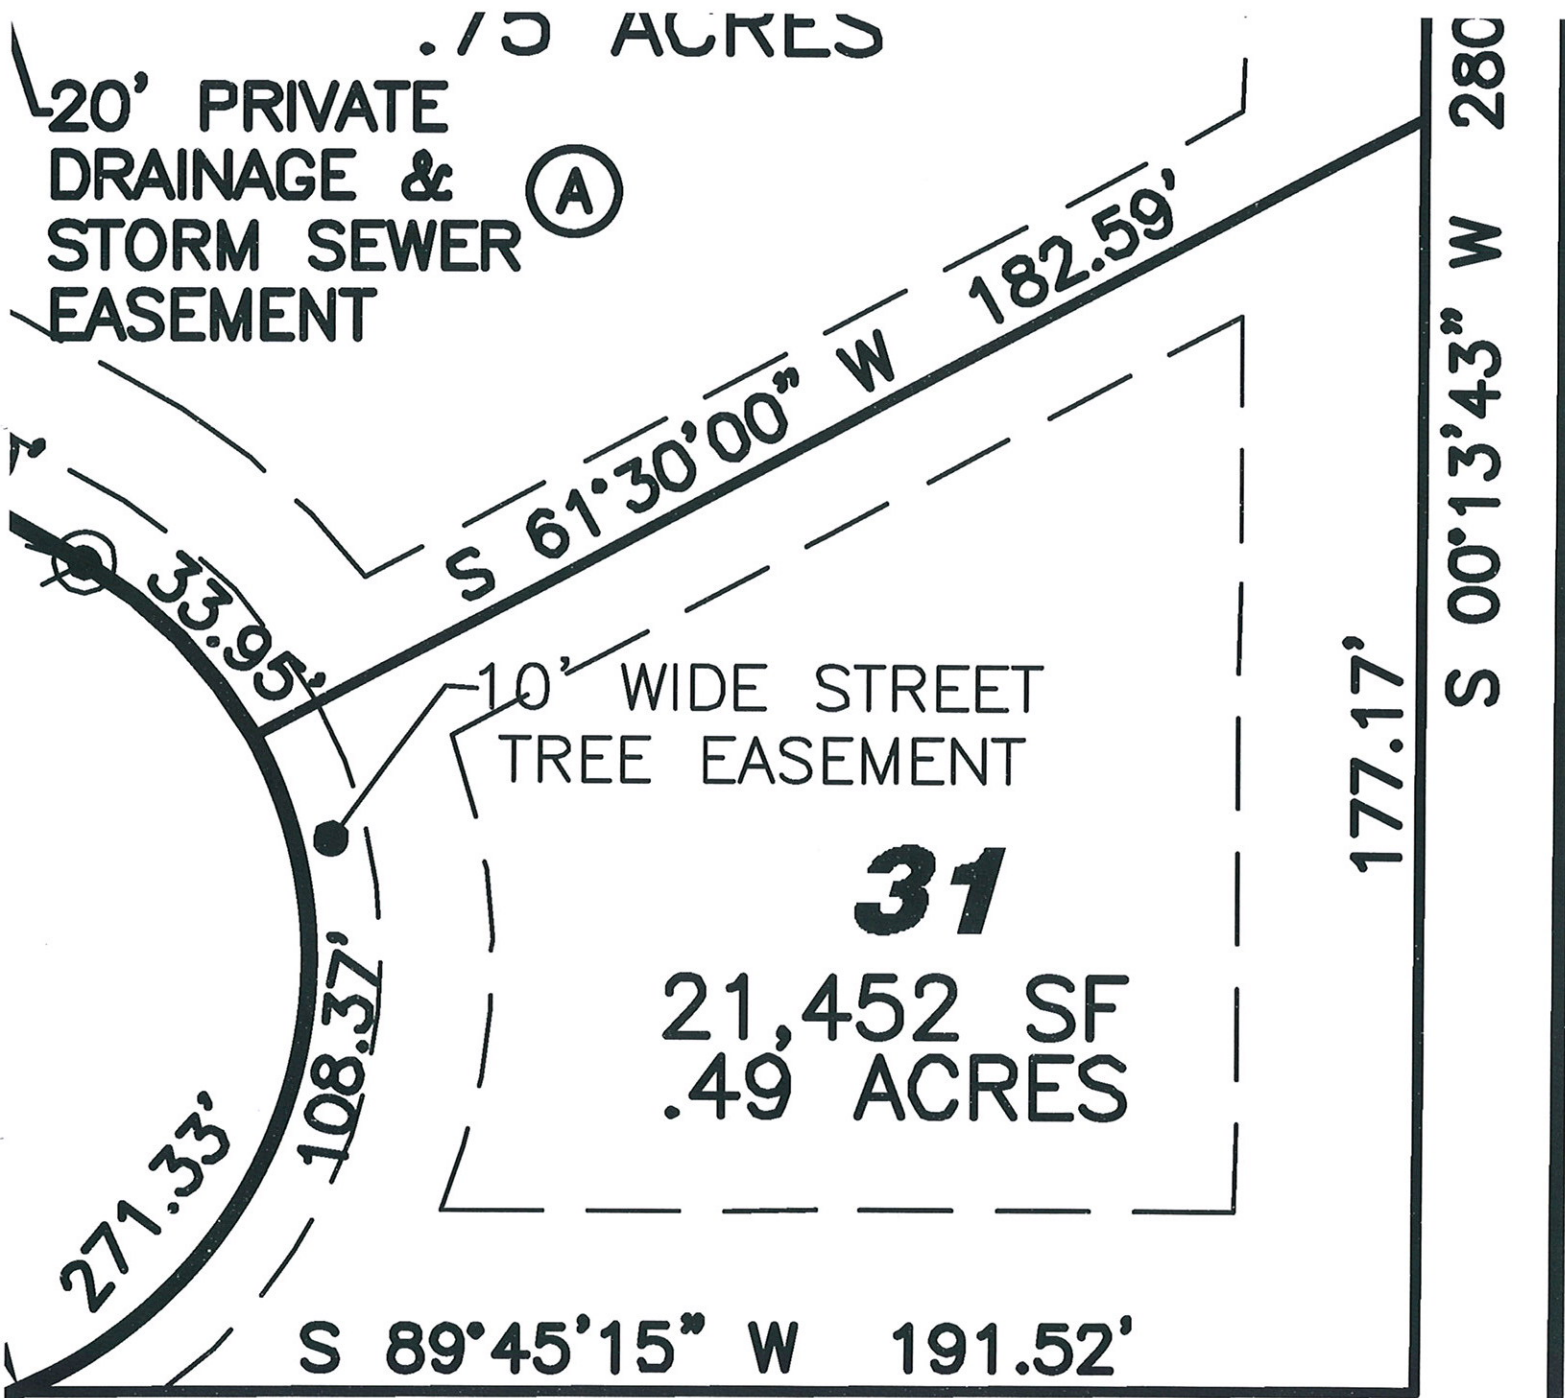 .75 ACRES
20' PRIVATE
DRAINAGE &
STORM SEWER
EASEMENT
A
S 61°30'00" W 182.59'
280
S 00°13'43" W
177.17'
33.95'
10' WIDE STREET
TREE EASEMENT
31
21,452 SF
.49 ACRES
108.37'
271.33'
S 89°45'15" W 191.52'